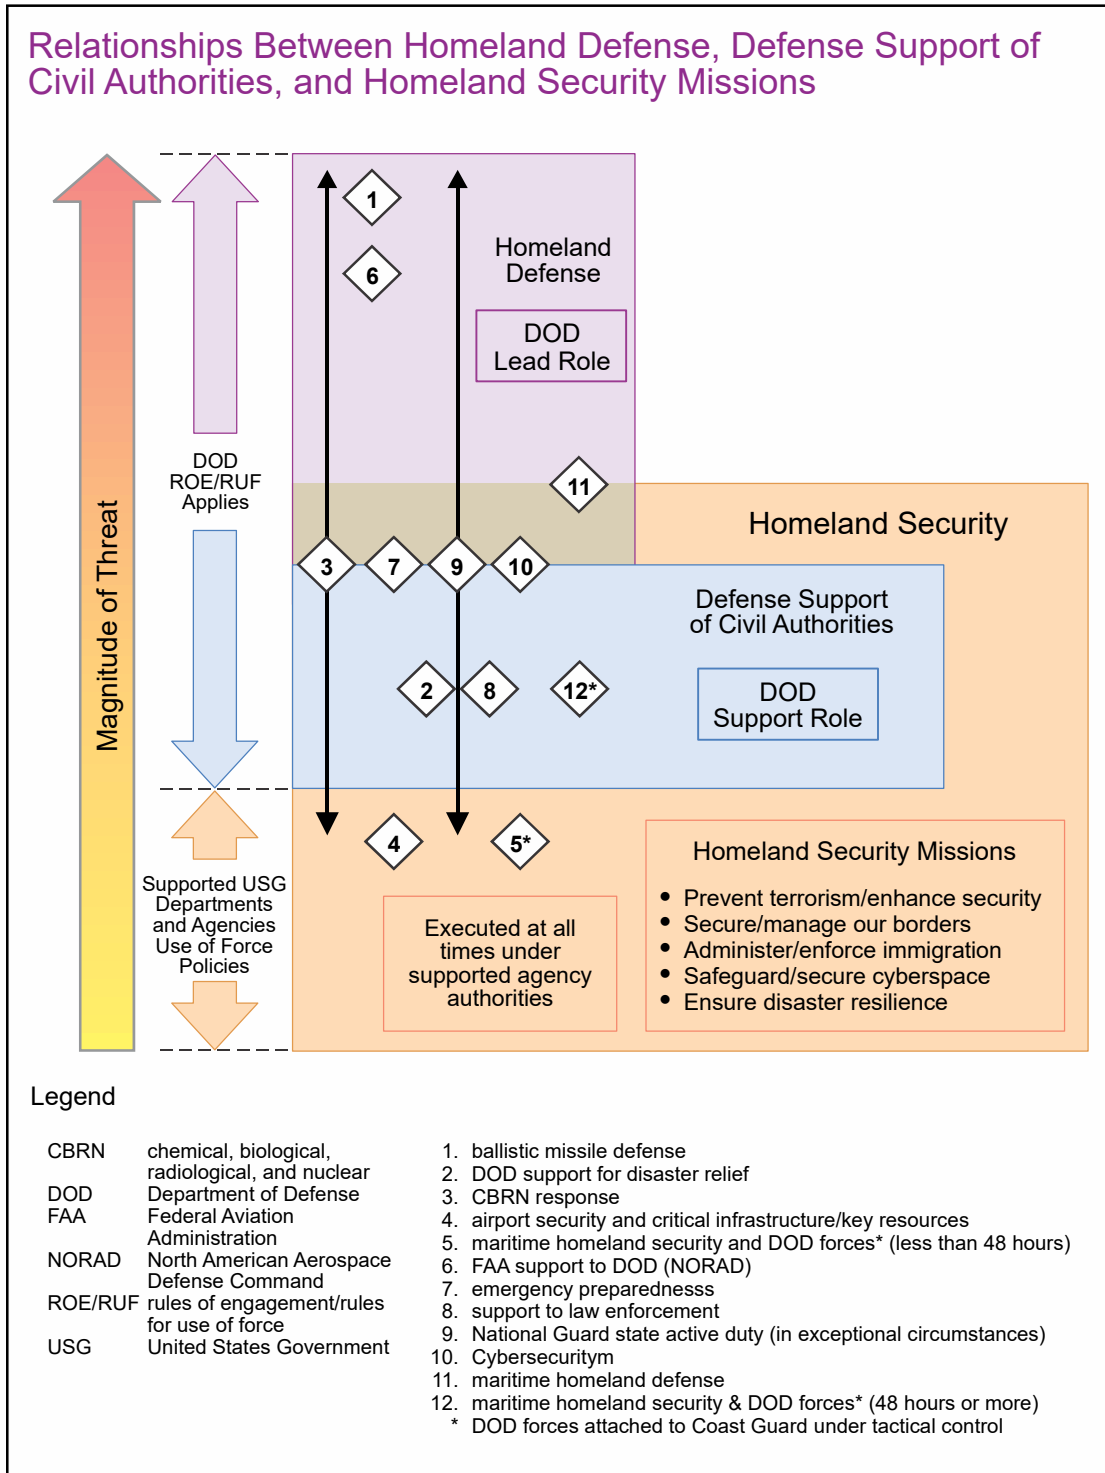 Relationships Between Homeland Defense, Defense Support of
Civil Authorities, and Homeland Security Missions
1
6
Homeland
Defense
DOD
Lead Role
DOD
ROE/RUF
Applies
11
Magnitude of Threat
Homeland Security
3
7
9
10
Defense Support
of Civil Authorities
2
8
12*
DOD
Support Role
4
5*
Supported USG
Departments
and Agencies
Use of Force
Policies
Executed at all
times under
supported agency
authorities
Homeland Security Missions
• Prevent terrorism/enhance security
• Secure/manage our borders
• Administer/enforce immigration
• Safeguard/secure cyberspace
• Ensure disaster resilience
Legend
CBRN chemical, biological,
radiological, and nuclear
DOD Department of Defense
FAA Federal Aviation
Administration
NORAD North American Aerospace
Defense Command
ROE/RUF rules of engagement/rules
for use of force
USG United States Government
1. ballistic missile defense
2. DOD support for disaster relief
3. CBRN response
4. airport security and critical infrastructure/key resources
5. maritime homeland security and DOD forces* (less than 48 hours)
6. FAA support to DOD (NORAD)
7. emergency preparednesss
8. support to law enforcement
9. National Guard state active duty (in exceptional circumstances)
10. Cybersecuritym
11. maritime defense
12. maritime homeland security & DOD forces* (48 hours or more)
* DOD forces attached to Coast Guard under tactical control